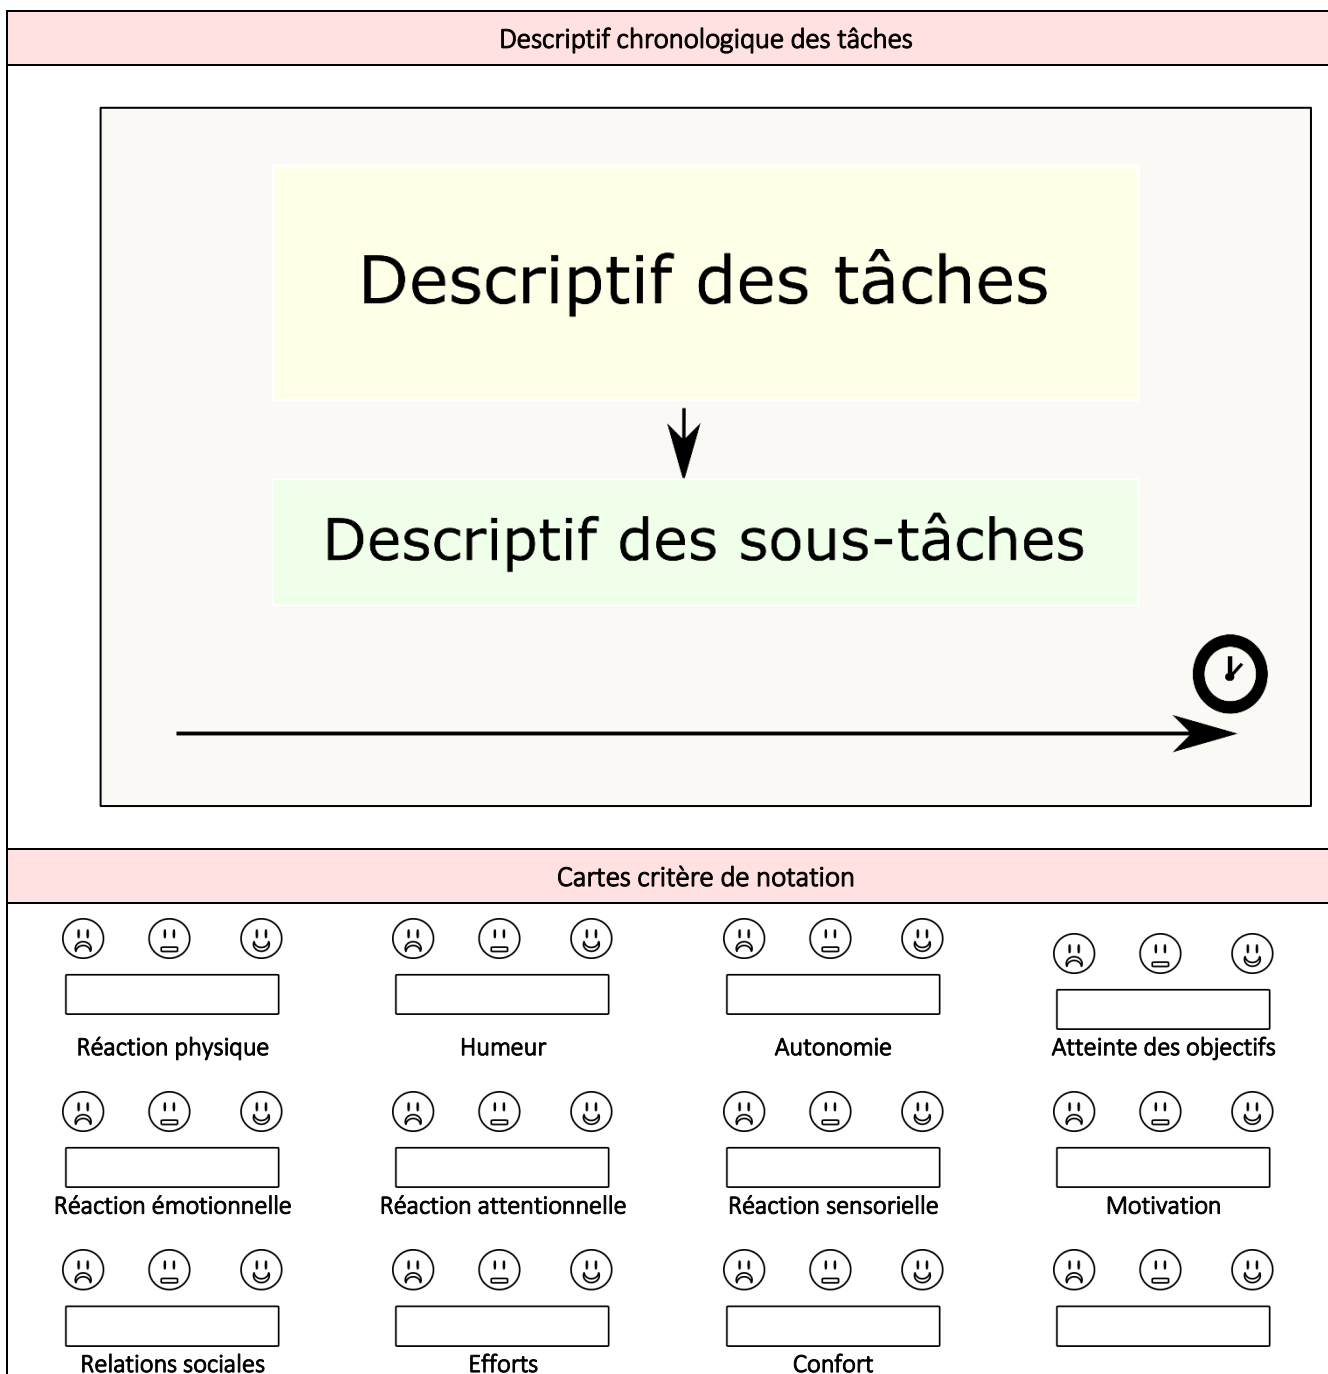 Descriptif chronologique des tâches
Descriptif des tâches
Descriptif des sous-tâches
Cartes critère de notation
Réaction physique
Humeur
Autonomie
Atteinte des objectifs
Réaction émotionnelle
Réaction attentionnelle
Réaction sensorielle
Motivation
Relations sociales
Efforts
Confort